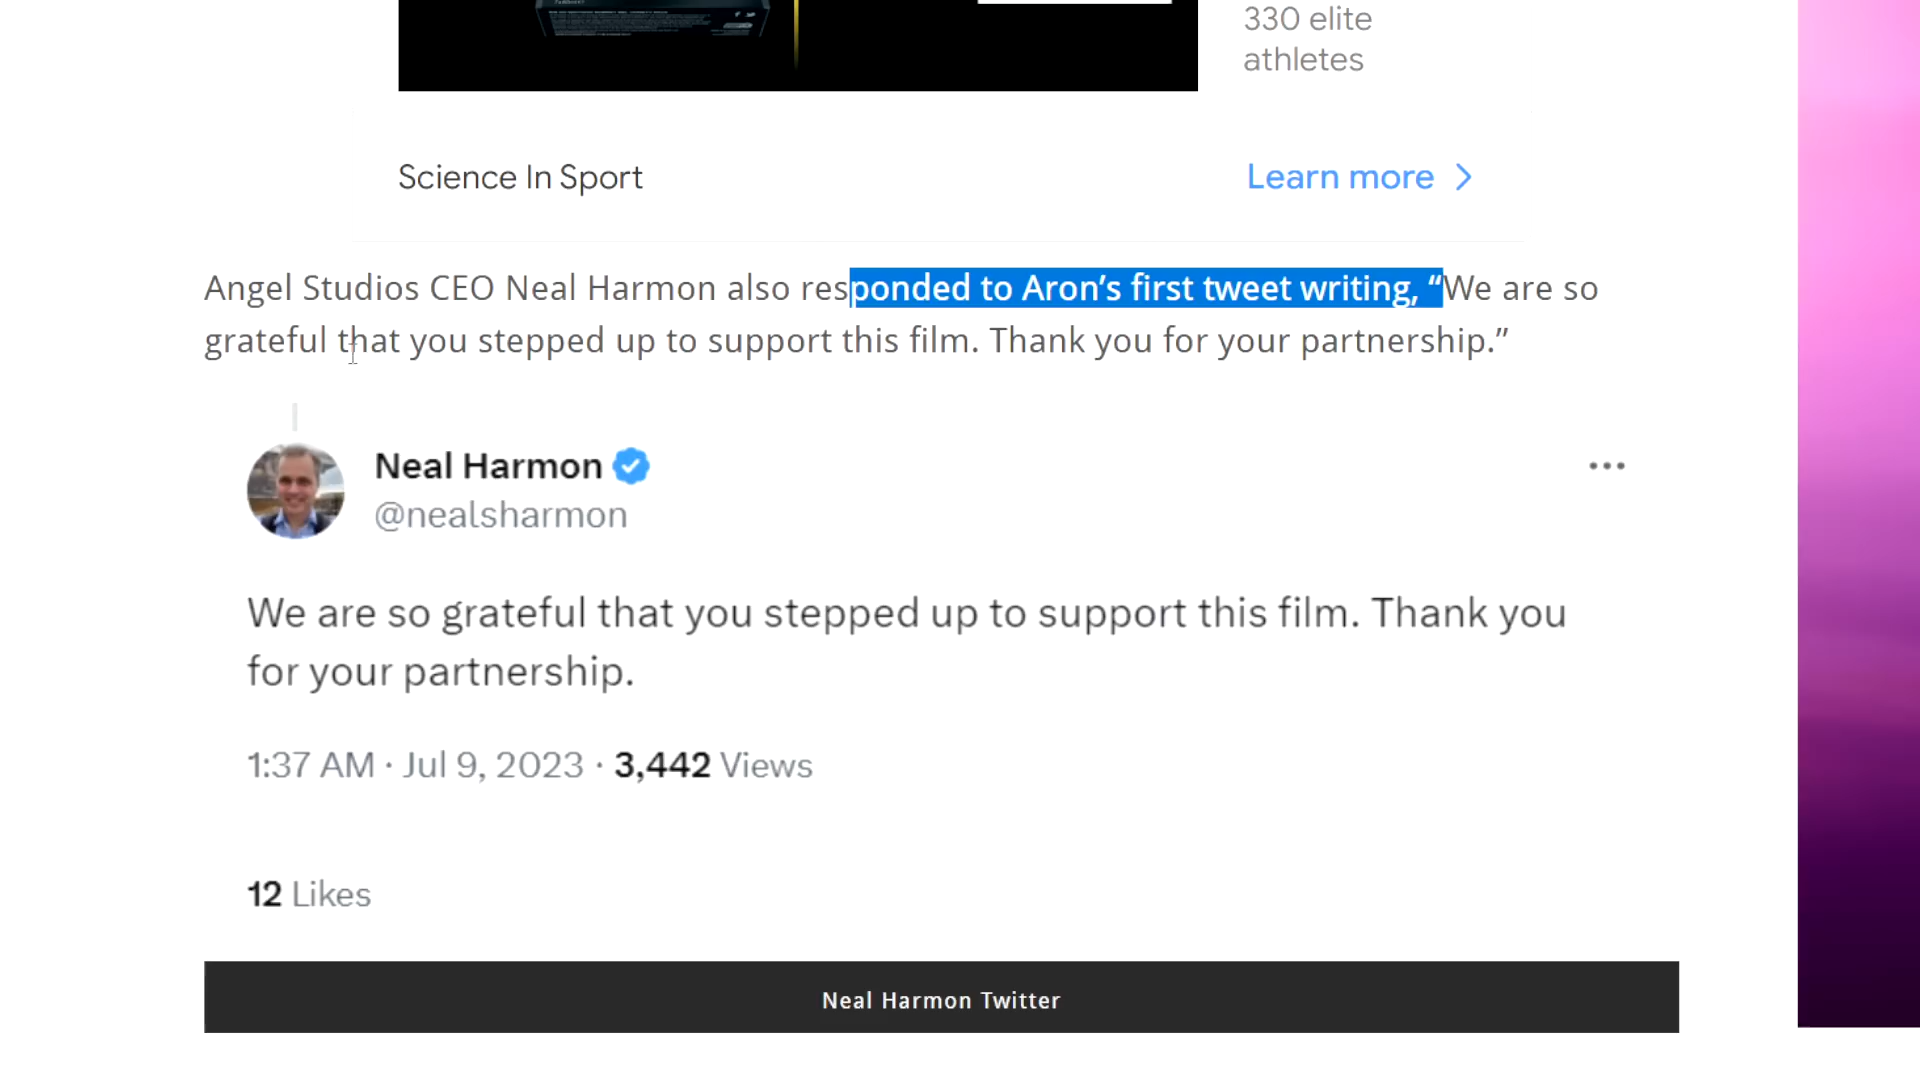 330 elite
athletes
Science In Sport
Learn more
Angel Studios CEO Neal Harmon also responded to Aron’s first tweet writing, “We are so
grateful that you stepped up to support this film. Thank you for your partnership.”
Neal Harmon
@nealsharmon
We are so grateful that you stepped up to support this film. Thank you
for your partnership.
1:37 AM · Jul 9, 2023 · 3,442 Views
12 Likes
Neal Harmon Twitter